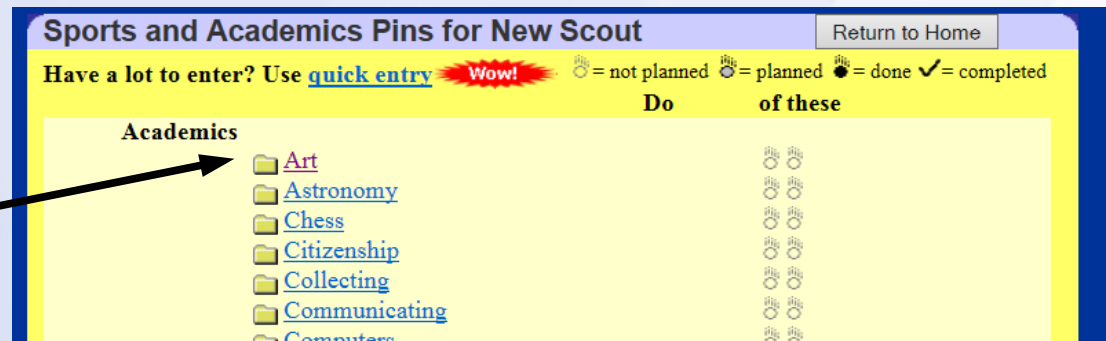 Sports and Academics Pins for New Scout
Return to Home
Have a lot to enter? Use quick entry Wow! = not planned = planned = done ✓= completed
Do of these
Academics
Art
Astronomy
Chess
Citizenship
Collecting
Communicating
Computers